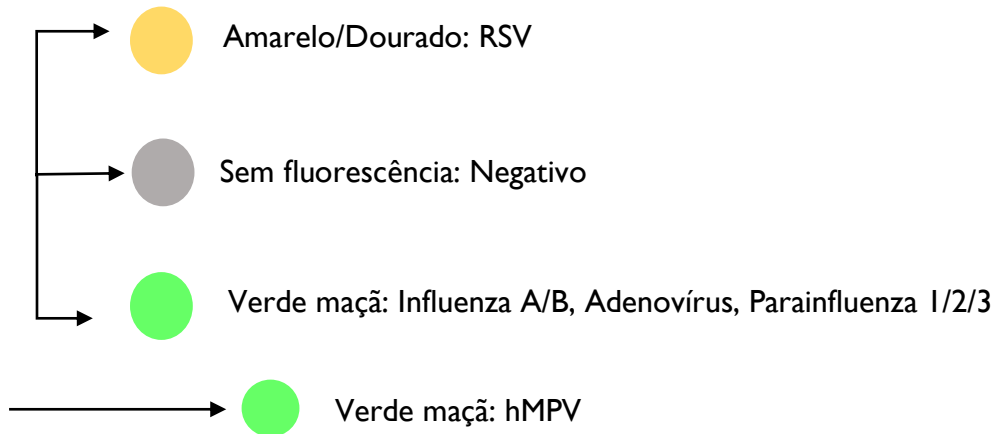 Amarelo/Dourado: RSV
Sem fluorescência: Negativo
Verde maçã: Influenza A/B, Adenovírus, Parainfluenza 1/2/3
Verde maçã: hMPV